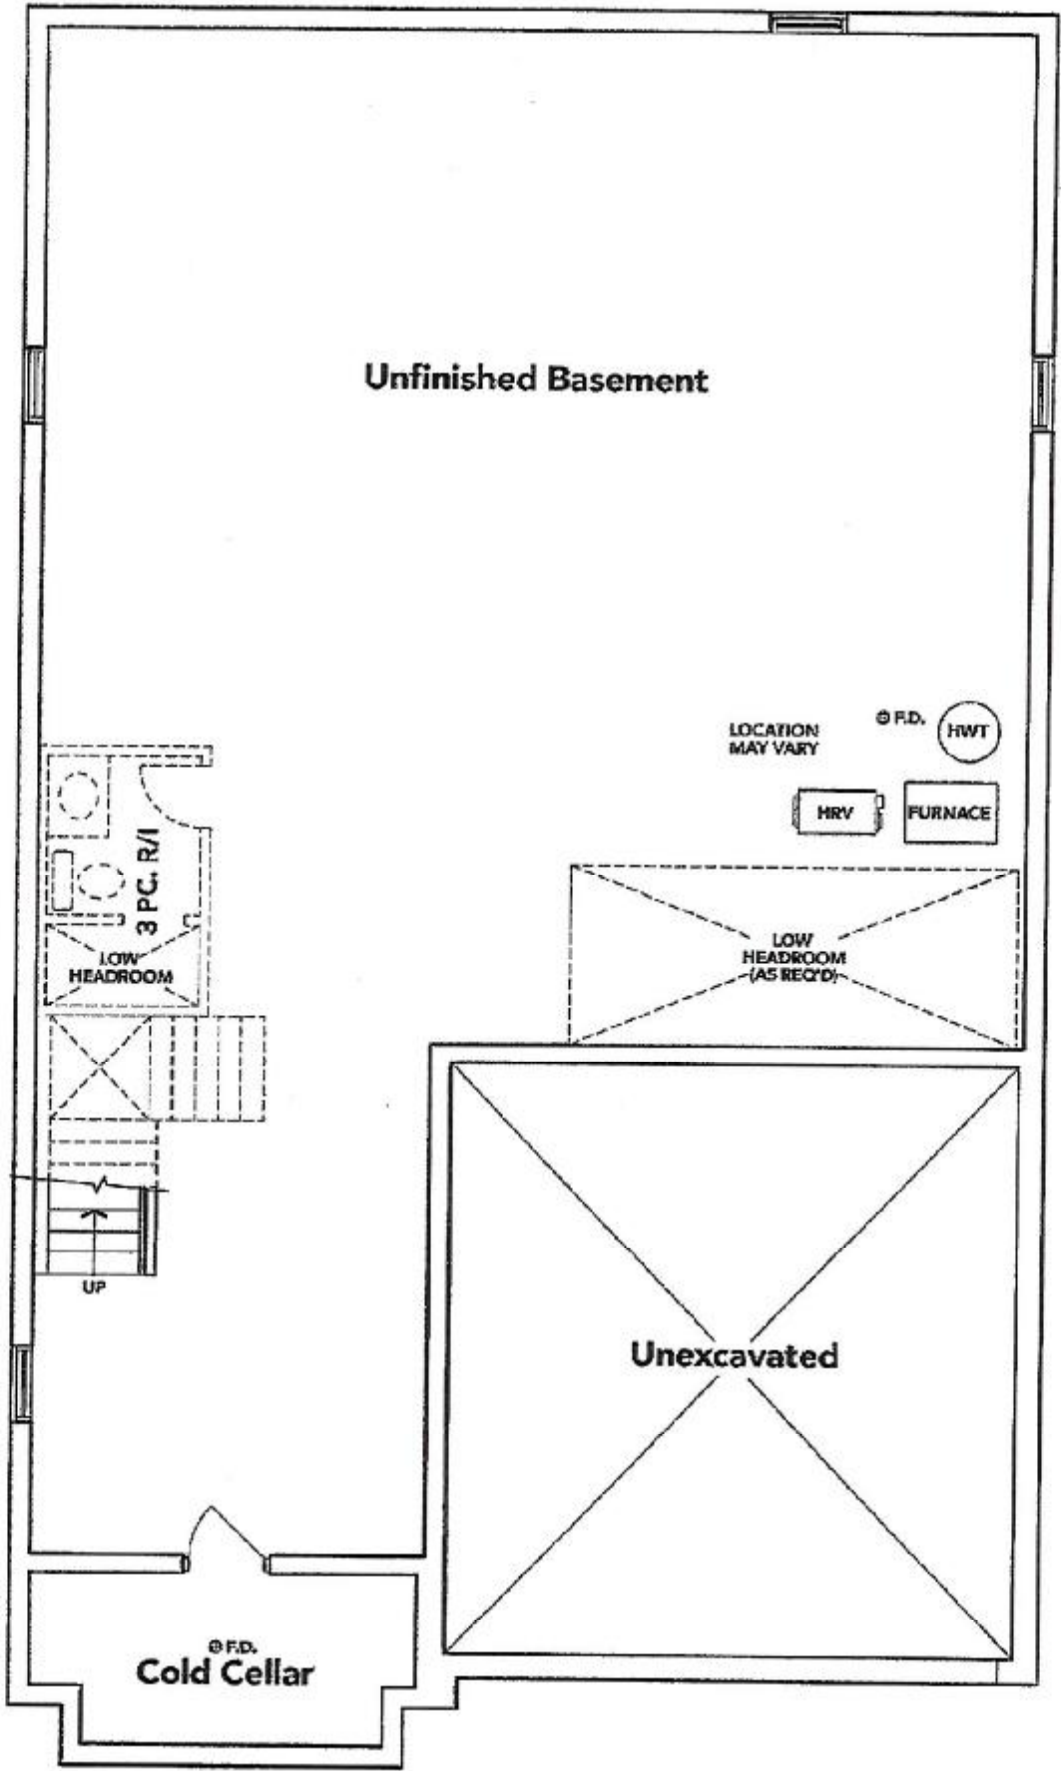 Unfinished Basement
LOCATION
MAY VARY
F.D.
HWT
HRV
FURNACE
3 PC. R/I
LOW
HEADROOM
LOW
HEADROOM
(AS REQ'D)
UP
Unexcavated
F.D.
Cold Cellar